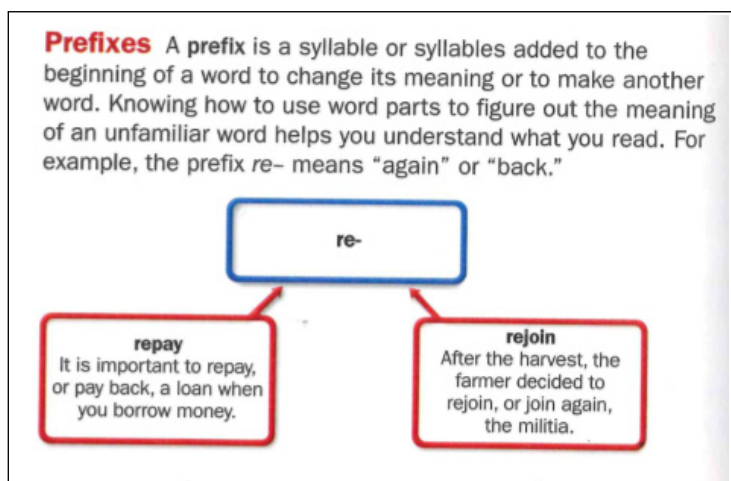 Prefixes A prefix is a syllable or syllables added to the
beginning of a word to change its meaning or to make another
word. Knowing how to use word parts to figure out the meaning
of an unfamiliar word helps you understand what you read. For
example, the prefix re– means “again” or “back.”
re-
repay
It is important to repay,
or pay back, a loan when
you borrow money.
rejoin
After the harvest, the
farmer decided to
rejoin, or join again,
the militia.